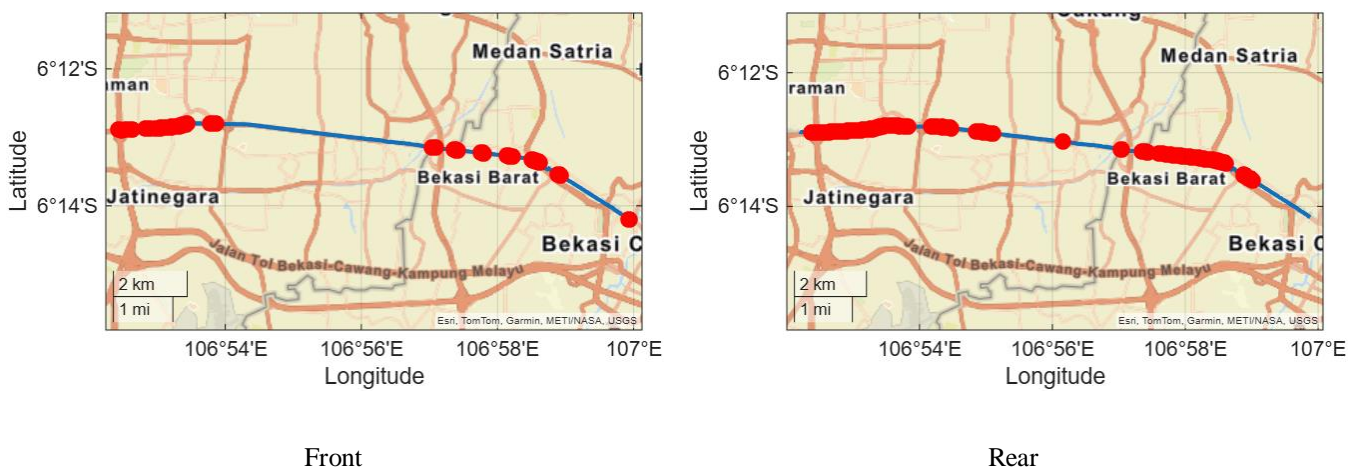 Medan Satria
6°12'S
Jatinegara
Bekasi Barat
6°14'S
Bekasi C
Jalan Tol Bekasi-Cawang-Kampung Melayu
2 km
1 mi
Esri, TomTom, Garmin, METI/NASA, USGS
106°54'E 106°56'E 106°58'E 107°E
Longitude
Latitude
Front
Medan Satria
6°12'S
raman
Bekasi Barat
Jatinegara
6°14'S
Bekasi C
Jalan Tol Bekasi-Cawang-Kampung Melayu
2 km
1 mi
Esri, TomTom, Garmin, METI/NASA, USGS
106°54'E 106°56'E 106°58'E 107°E
Longitude
Latitude
Rear